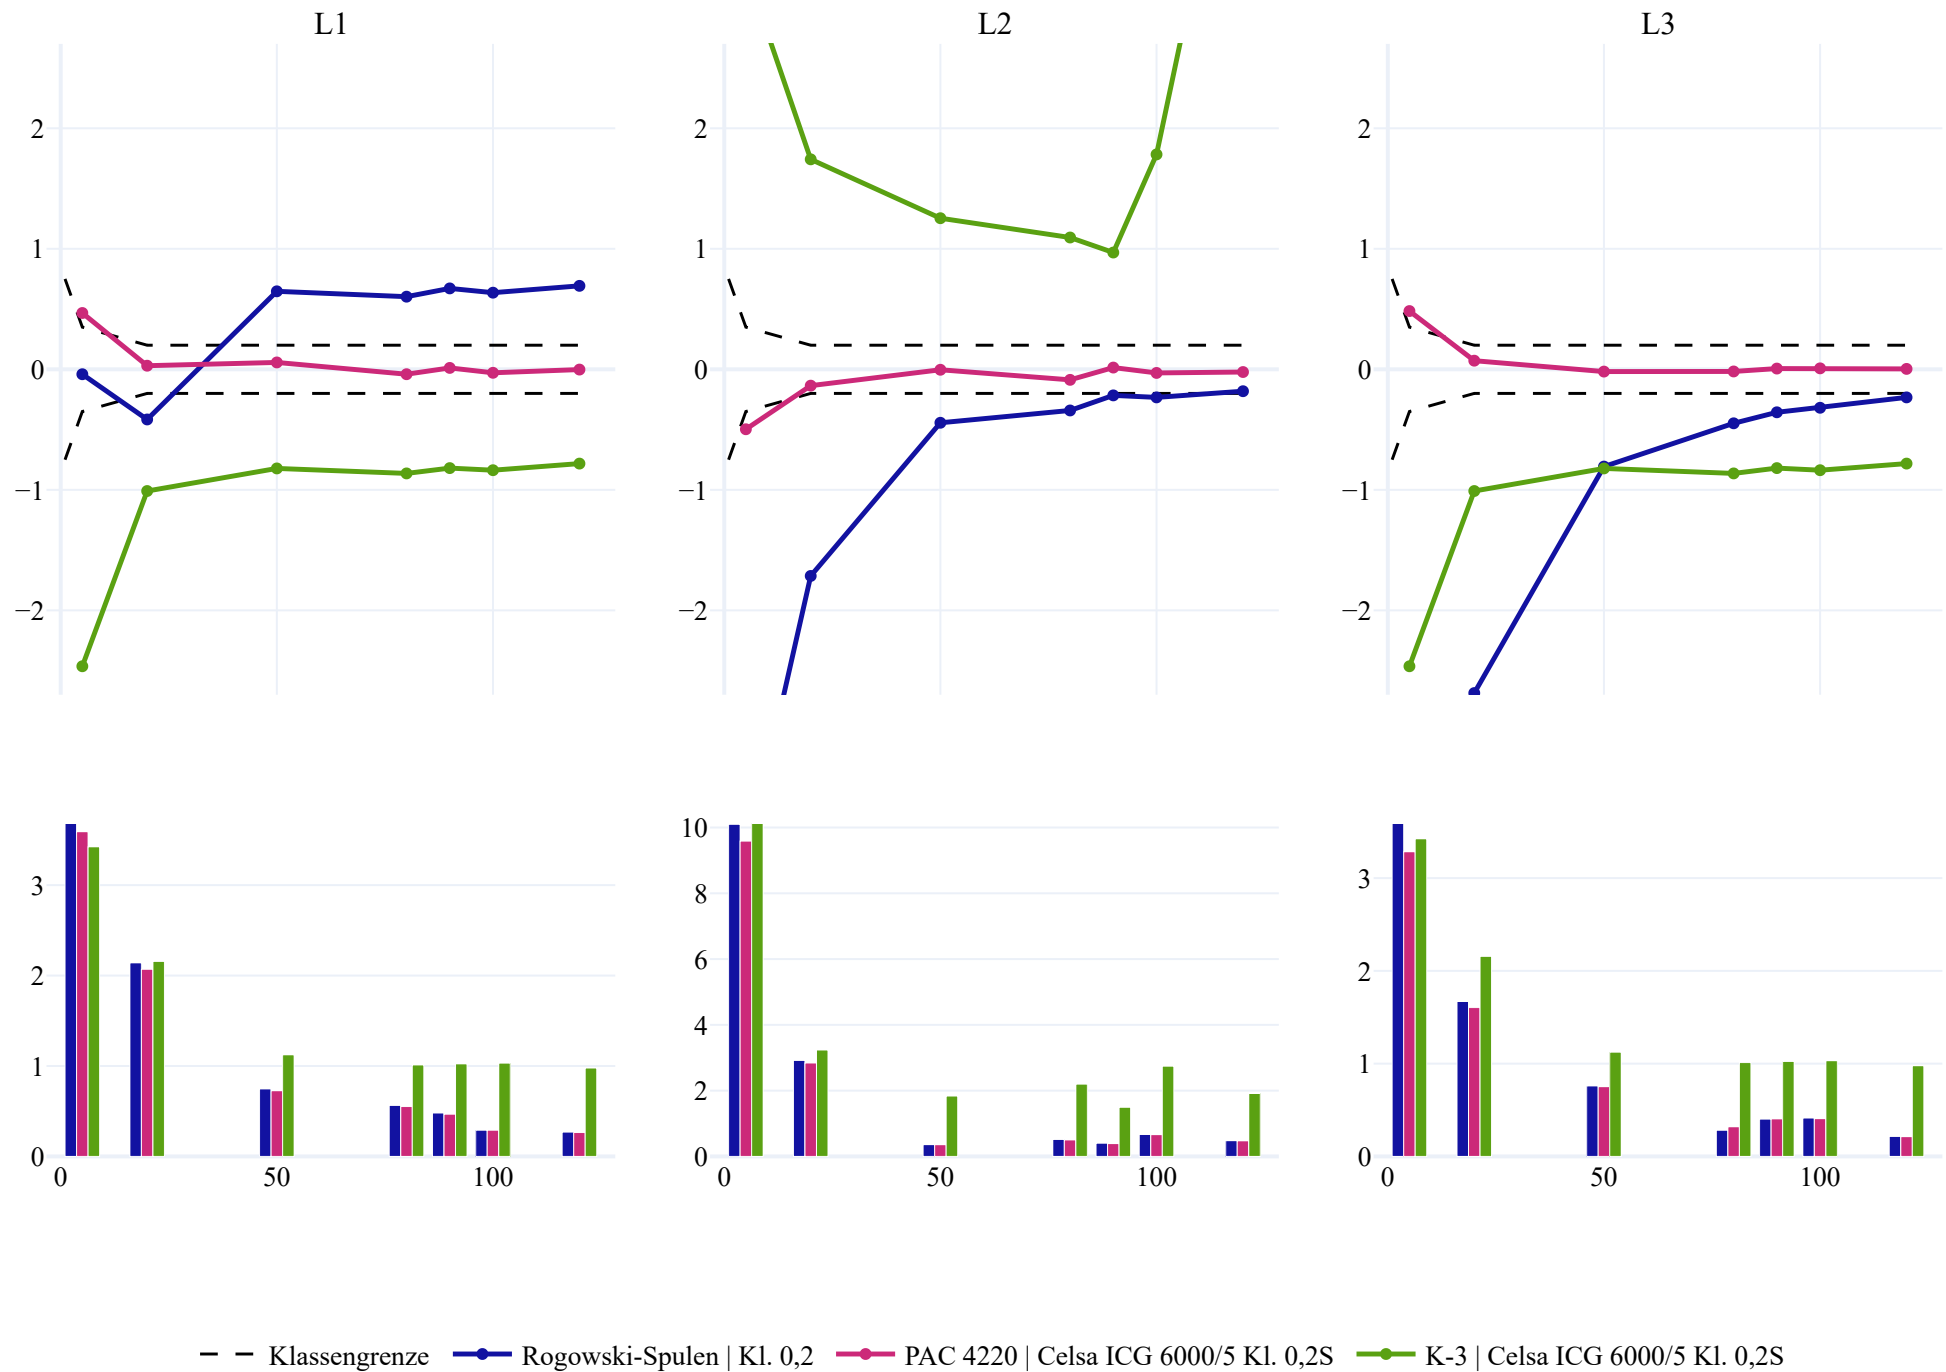 L1 L2 L3
2 2 2
1 1 1
0 0 0
−1 −1 −1
−2 −2 −2
10
3 8 3
6
2 2
4
1 2 1
0 0 0
0 50 100 0 50 100 0 50 100
Klassengrenze Rogowski-Spulen | Kl. 0,2 PAC 4220 | Celsa ICG 6000/5 Kl. 0,2S K-3 | Celsa ICG 6000/5 Kl. 0,2S